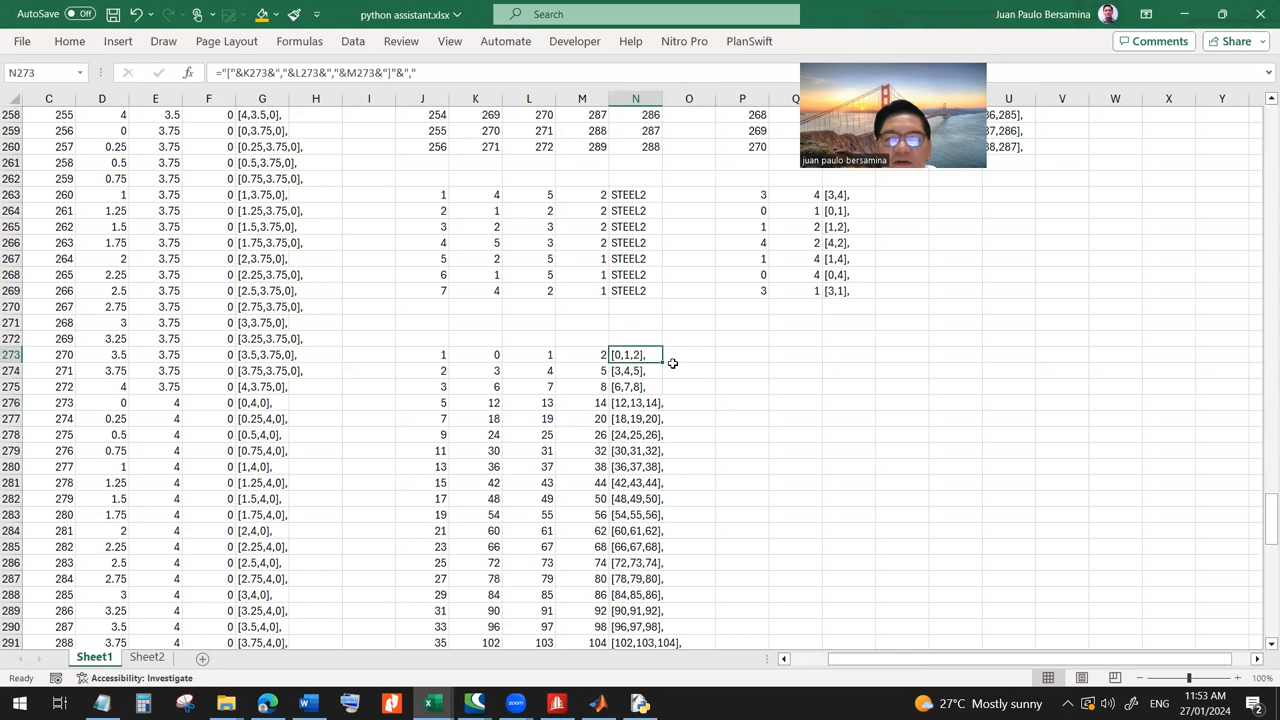 AutoSave Off python assistant.xlsx Search Juan Paulo Bersamina
File Home Insert Draw Page Layout Formulas Data Review View Automate Developer Help Nitro Pro PlanSwift Comments Share
N273 fx ="["&K273&","&L273&","&M273&"]"&","
C D E F G H I J K L M N O P Q U V W X Y
258 255 4 3.5 0 [4,3.5,0], 254 269 270 287 286 268 36,285],
259 256 0 3.75 0 [0,3.75,0], 255 270 271 288 287 269 37,286],
260 257 0.25 3.75 0 [0.25,3.75,0], 256 271 272 289 288 270 38,287],
juan paulo bersamina
261 258 0.5 3.75 0 [0.5,3.75,0],
262 259 0.75 3.75 0 [0.75,3.75,0],
263 260 1 3.75 0 [1,3.75,0], 1 4 5 2 STEEL2 3 4 [3,4],
264 261 1.25 3.75 0 [1.25,3.75,0], 2 1 2 2 STEEL2 0 1 [0,1],
265 262 1.5 3.75 0 [1.5,3.75,0], 3 2 3 2 STEEL2 1 2 [1,2],
266 263 1.75 3.75 0 [1.75,3.75,0], 4 5 3 2 STEEL2 4 2 [4,2],
267 264 2 3.75 0 [2,3.75,0], 5 2 5 1 STEEL2 1 4 [1,4],
268 265 2.25 3.75 0 [2.25,3.75,0], 6 1 5 1 STEEL2 0 4 [0,4],
269 266 2.5 3.75 0 [2.5,3.75,0], 7 4 2 1 STEEL2 3 1 [3,1],
270 267 2.75 3.75 0 [2.75,3.75,0],
271 268 3 3.75 0 [3,3.75,0],
272 269 3.25 3.75 0 [3.25,3.75,0],
273 270 3.5 3.75 0 [3.5,3.75,0], 1 0 1 2 [0,1,2],
274 271 3.75 3.75 0 [3.75,3.75,0], 2 3 4 5 [3,4,5],
275 272 4 3.75 0 [4,3.75,0], 3 6 7 8 [6,7,8],
276 273 0 4 0 [0,4,0], 5 12 13 14 [12,13,14],
277 274 0.25 4 0 [0.25,4,0], 7 18 19 20 [18,19,20],
278 275 0.5 4 0 [0.5,4,0], 9 24 25 26 [24,25,26],
279 276 0.75 4 0 [0.75,4,0], 11 30 31 32 [30,31,32],
280 277 1 4 0 [1,4,0], 13 36 37 38 [36,37,38],
281 278 1.25 4 0 [1.25,4,0], 15 42 43 44 [42,43,44],
282 279 1.5 4 0 [1.5,4,0], 17 48 49 50 [48,49,50],
283 280 1.75 4 0 [1.75,4,0], 19 54 55 56 [54,55,56],
284 281 2 4 0 [2,4,0], 21 60 61 62 [60,61,62],
285 282 2.25 4 0 [2.25,4,0], 23 66 67 68 [66,67,68],
286 283 2.5 4 0 [2.5,4,0], 25 72 73 74 [72,73,74],
287 284 2.75 4 0 [2.75,4,0], 27 78 79 80 [78,79,80],
288 285 3 4 0 [3,4,0], 29 84 85 86 [84,85,86],
289 286 3.25 4 0 [3.25,4,0], 31 90 91 92 [90,91,92],
290 287 3.5 4 0 [3.5,4,0], 33 96 97 98 [96,97,98],
291 288 3.75 4 0 [3.75,4,0], 35 102 103 104 [102,103,104],
Sheet1 Sheet2
Ready Accessibility: Investigate 100%
27°C Mostly sunny ENG 11:53 AM
27/01/2024